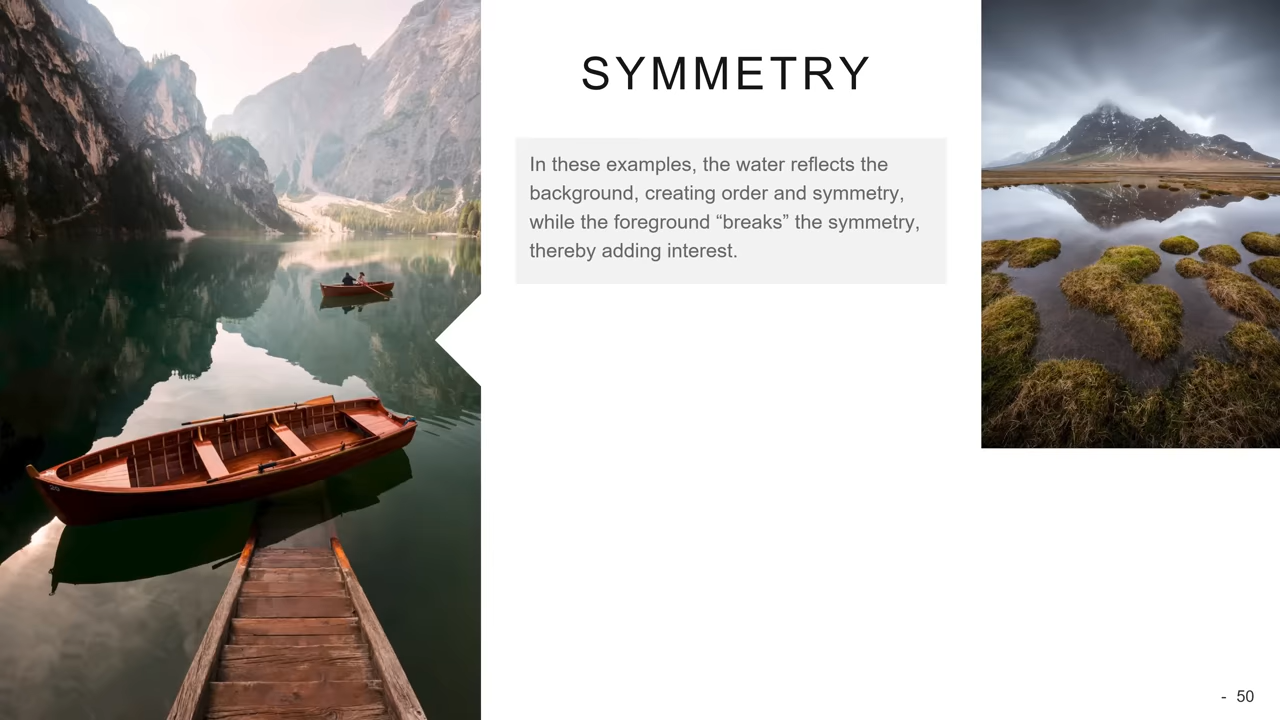 SYMMETRY
In these examples, the water reflects the
background, creating order and symmetry,
while the foreground “breaks” the symmetry,
thereby adding interest.
- 50